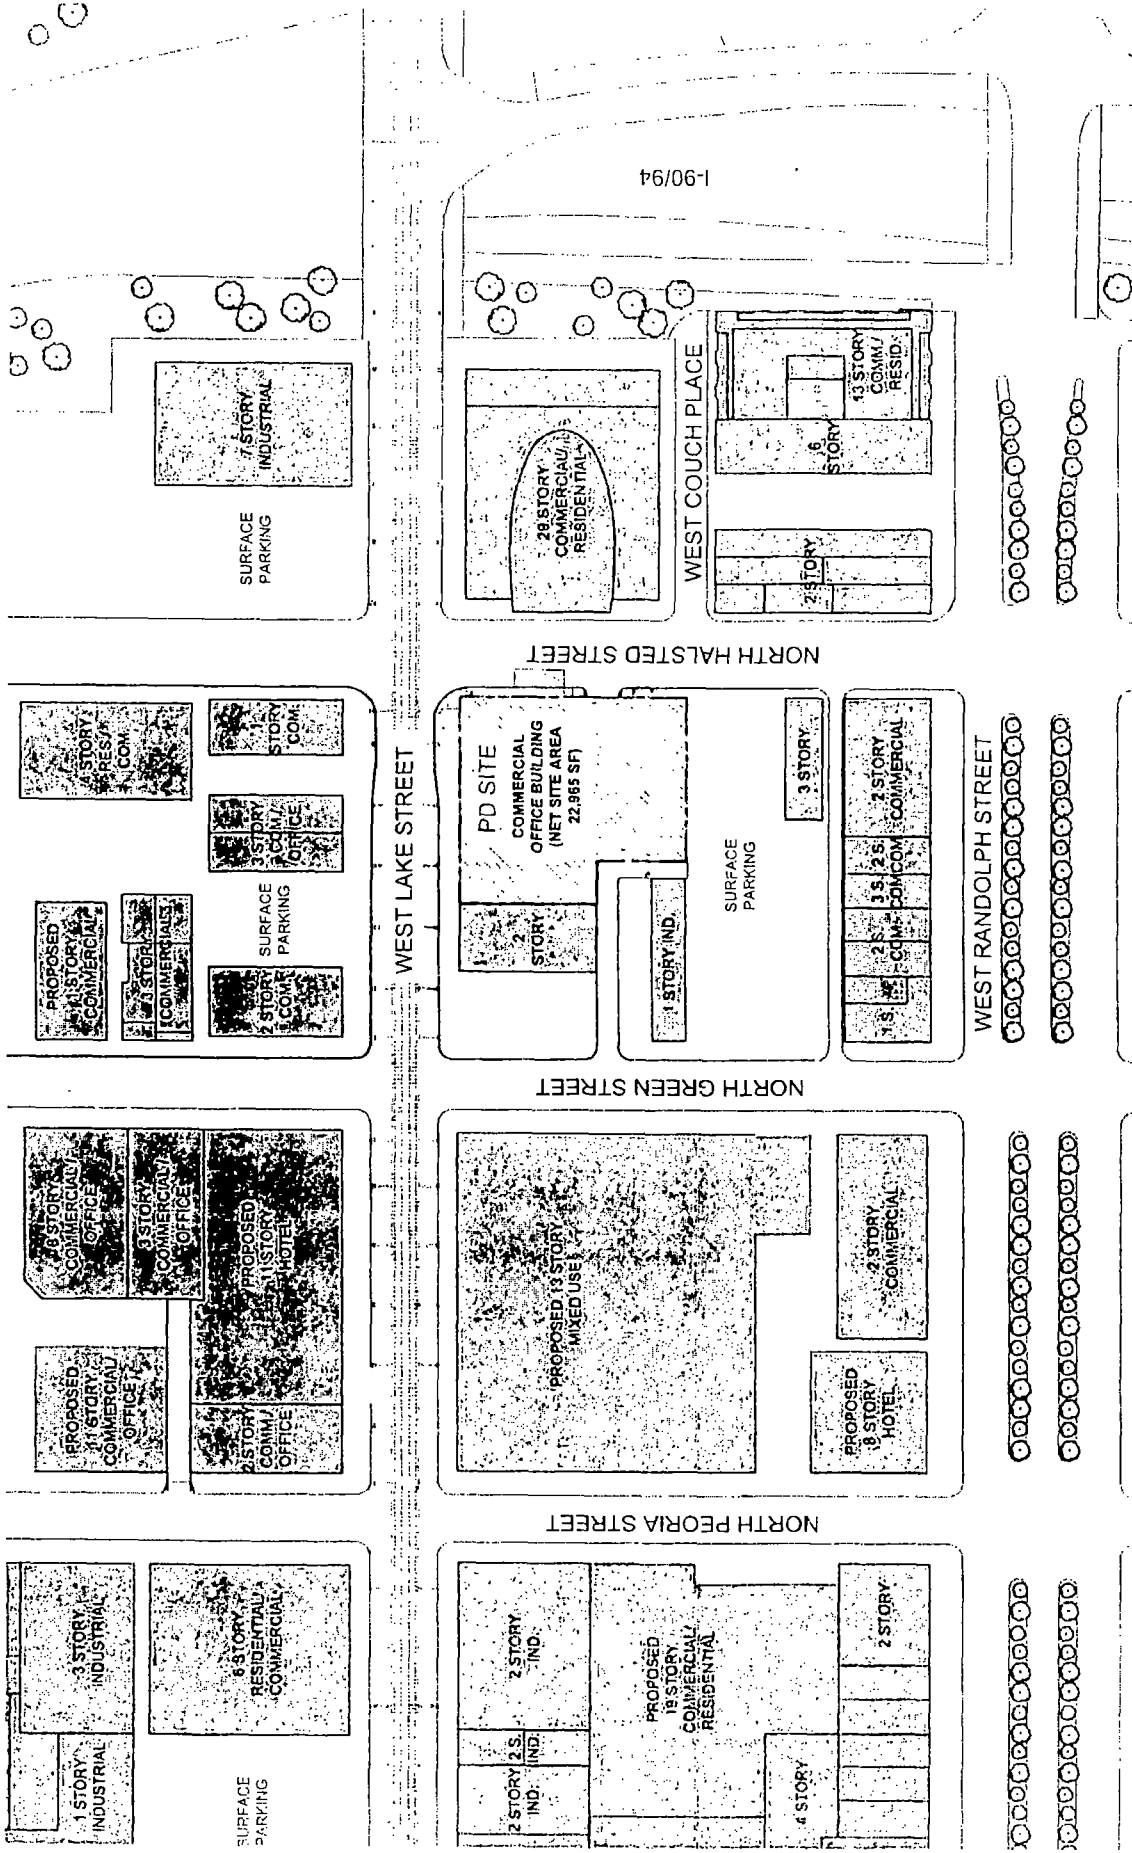 I-90/94
7 STORY
INDUSTRIAL
SURFACE
PARKING
COMMERCIAL/
RESIDENTIAL
WEST COUCH PLACE
13 STORY
COMM./
RESID.
6
STORY
2 STORY
NORTH HALSTED STREET
STORY
RES/
COM
1
STORY
COM.
3 STORY
COM./
OFFICE
SURFACE
PARKING
2 STORY
COMM
PROPOSED
11 STORY
COMMERCIAL
3 STORY
COMMERCIAL
WEST LAKE STREET
PD SITE
COMMERCIAL
OFFICE BUILDING
(NET SITE AREA
22,965 SF)
2
STORY
1 STORY IND.
SURFACE
PARKING
3 STORY
2 STORY
COMMERCIAL
2 S.
COM
3 S.
COM
2 S.
COM
1 S.
WEST RANDOLPH STREET
NORTH GREEN STREET
8 STORY
COMMERCIAL/
OFFICE
3 STORY
COMMERCIAL/
OFFICE
PROPOSED
11 STORY
HOTEL
2 STORY
COMM/
OFFICE
PROPOSED
11 STORY
COMMERCIAL/
OFFICE
PROPOSED 13 STORY
MIXED USE
2 STORY
COMMERCIAL
PROPOSED
8 STORY
HOTEL
NORTH PEORIA STREET
3 STORY
INDUSTRIAL
1 STORY
INDUSTRIAL
6 STORY
RESIDENTIAL/
COMMERCIAL
SURFACE
PARKING
2 STORY
IND.
2 S.
IND.
2 STORY
IND.
PROPOSED
19 STORY
COMMERCIAL/
RESIDENTIAL
4 STORY
2 STORY